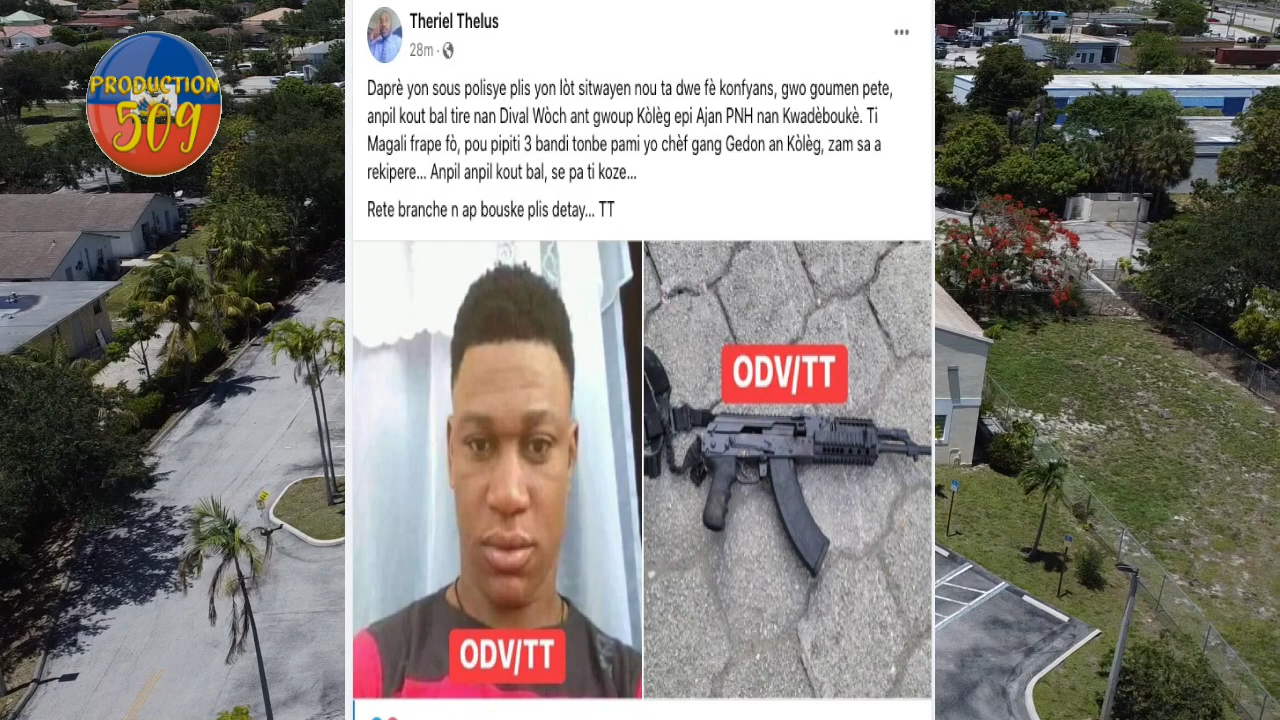 PRODUCTION
509
Theriel Thelus
28m ·
Daprè yon sous polisye plis yon lòt sitwayen nou ta dwe fè konfyans, gwo goumen pete,
anpil kout bal tire nan Dival Wòch ant gwoup Kòlèg epi Ajan PNH nan Kwadèboukè. Ti
Magali frape fò, pou pipiti 3 bandi tonbe pami yo chèf gang Gedon an Kòlèg, zam sa a
rekipere... Anpil anpil kout bal, se pa ti koze...
Rete branche n ap bouske plis detay... TT
ODV/TT
ODV/TT